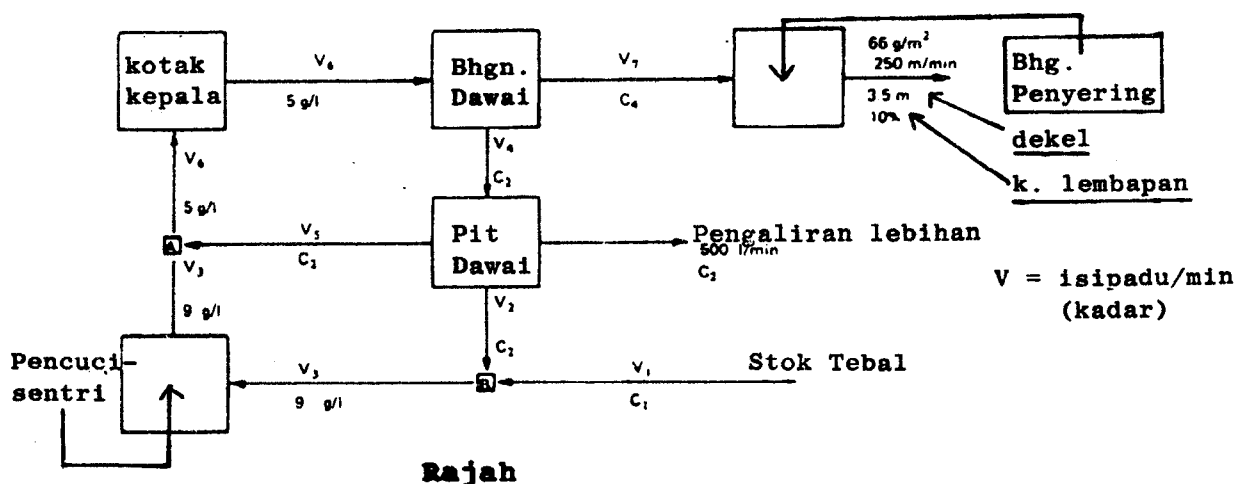 kotak
kepala
V₆
5 g/l
Bhgn.
Dawai
V₇
C₄
66 g/m²
250 m/min
3.5 m
10%
Bhg.
Penyering
dekel
k. lembapan
V₆
5 g/l
V₄
C₂
A
V₅
C₂
Pit
Dawai
Pengaliran lebihan
500 l/min
C₂
V = isipadu/min
(kadar)
V₃
9 g/l
V₂
C₂
Pencuci-
sentri
V₃
9 g/l
B
V₁
C₁
Stok Tebal
Rajah